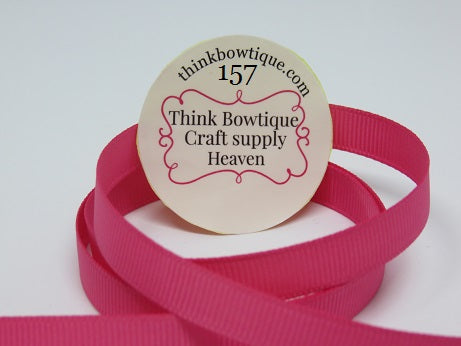 thinkbowtique.com
157
Think Bowtique
Craft supply
Heaven